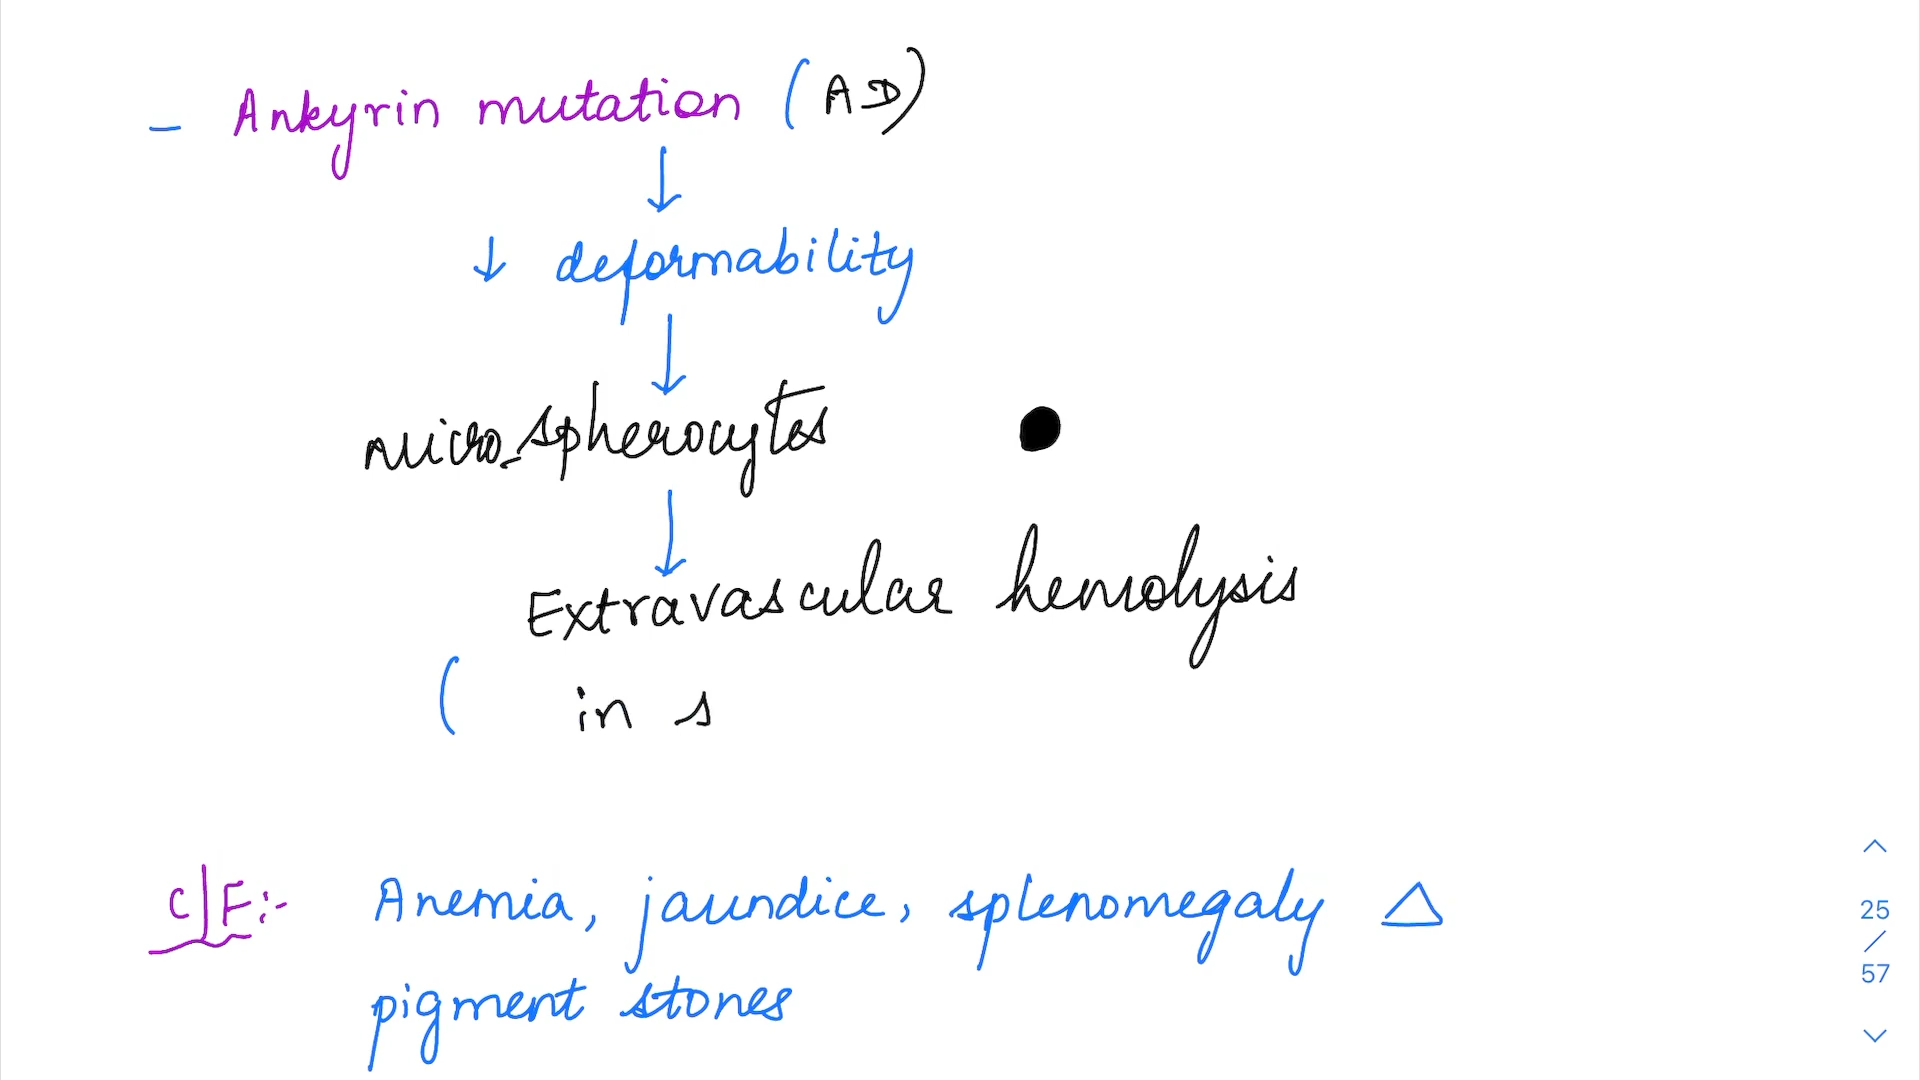 - Ankyrin mutation (AD)
↓
↓ deformability
↓
micro-spherocytes
↓
Extravascular hemolysis
( in s
C/F:- Anemia, jaundice, splenomegaly △
pigment stones
25
/
57